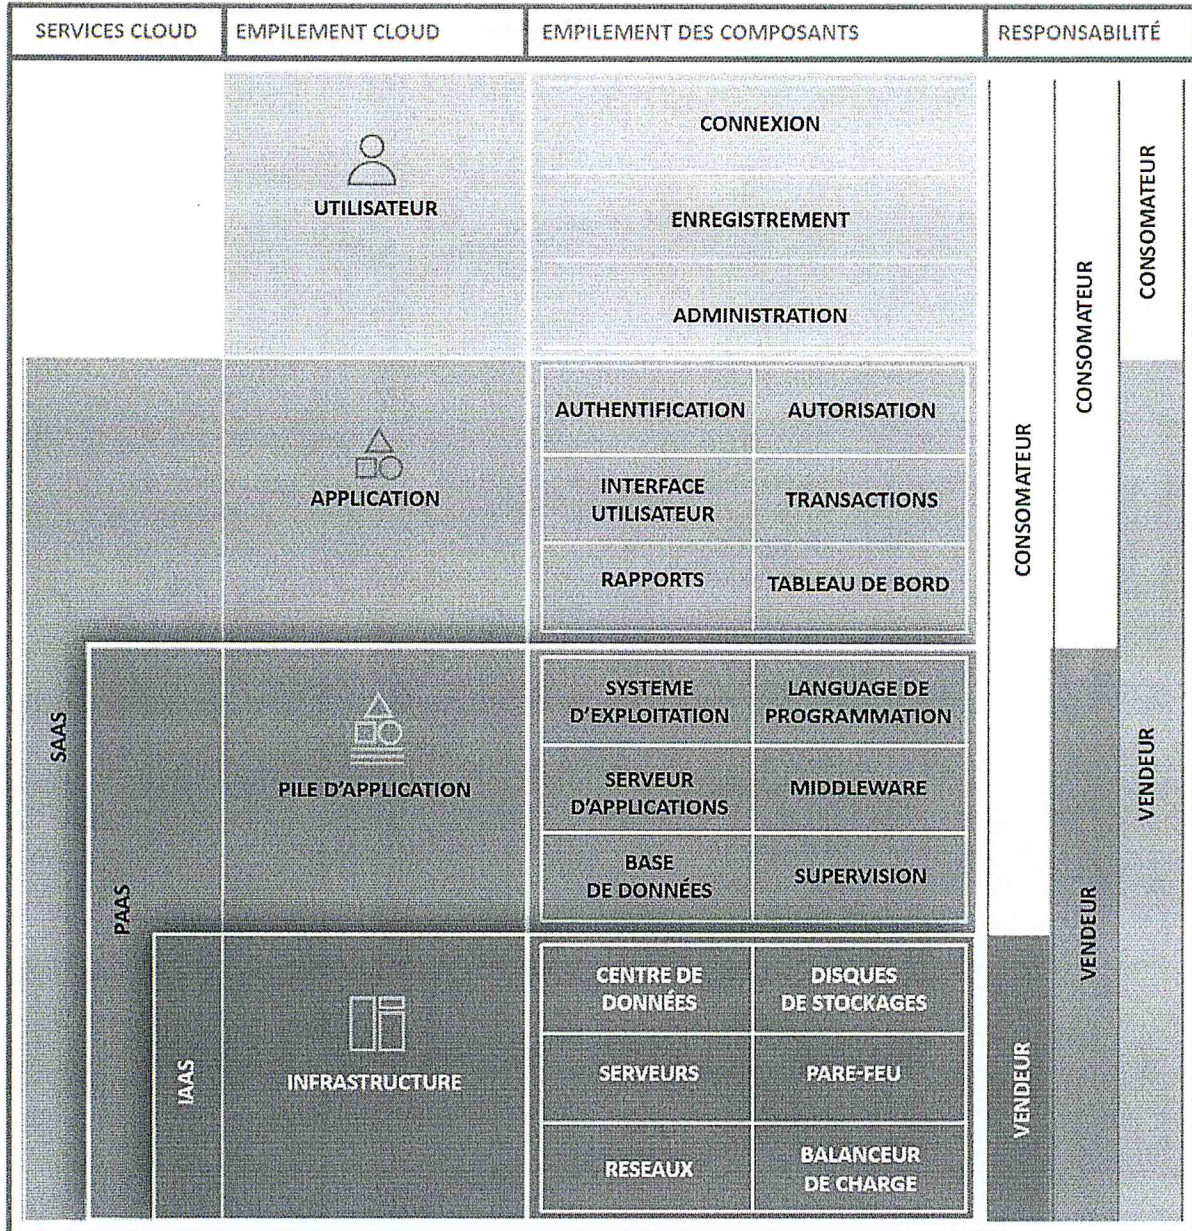 SERVICES CLOUD
EMPILEMENT CLOUD
EMPILEMENT DES COMPOSANTS
RESPONSABILITÉ
UTILISATEUR
CONNEXION
ENREGISTREMENT
ADMINISTRATION
APPLICATION
AUTHENTIFICATION
AUTORISATION
INTERFACE
UTILISATEUR
TRANSACTIONS
RAPPORTS
TABLEAU DE BORD
PILE D'APPLICATION
SYSTEME
D'EXPLOITATION
LANGUAGE DE
PROGRAMMATION
SERVEUR
D'APPLICATIONS
MIDDLEWARE
BASE
DE DONNÉES
SUPERVISION
INFRASTRUCTURE
CENTRE DE
DONNÉES
DISQUES
DE STOCKAGES
SERVEURS
PARE-FEU
RESEAUX
BALANCEUR
DE CHARGE
SAAS
PAAS
IAAS
CONSOMATEUR
VENDEUR
CONSOMATEUR
VENDEUR
CONSOMATEUR
VENDEUR